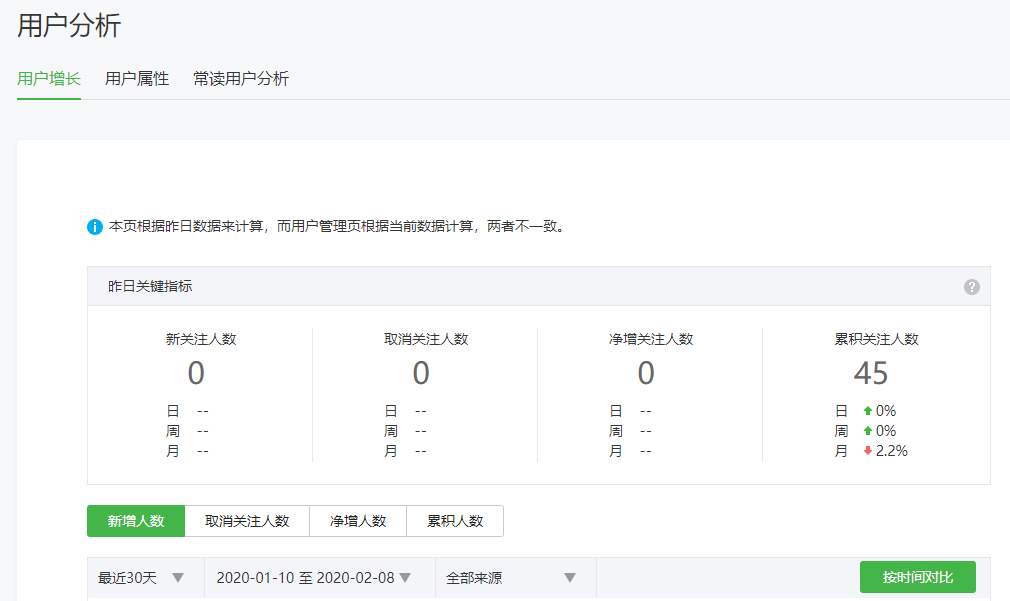 用户分析
用户增长 用户属性 常读用户分析
本页根据昨日数据来计算，而用户管理页根据当前数据计算，两者不一致。
昨日关键指标 ?
新关注人数 取消关注人数 净增关注人数 累积关注人数
0 0 0 45
日 -- 日 -- 日 -- 日 0%
周 -- 周 -- 周 -- 周 0%
月 -- 月 -- 月 -- 月 2.2%
新增人数 取消关注人数 净增人数 累积人数
最近30天 2020-01-10 至 2020-02-08 全部来源 按时间对比